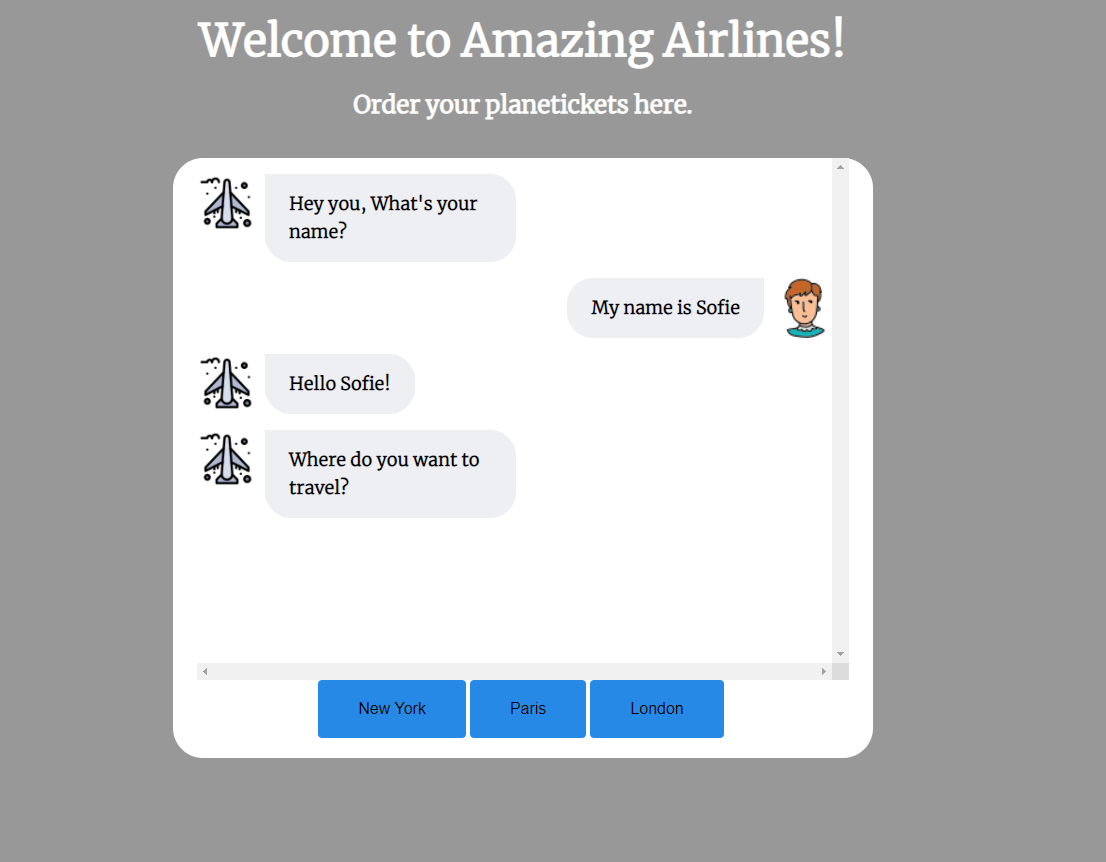 Welcome to Amazing Airlines!
Order your planetickets here.
Hey you, What's your
name?
My name is Sofie
Hello Sofie!
Where do you want to
travel?
New York
Paris
London